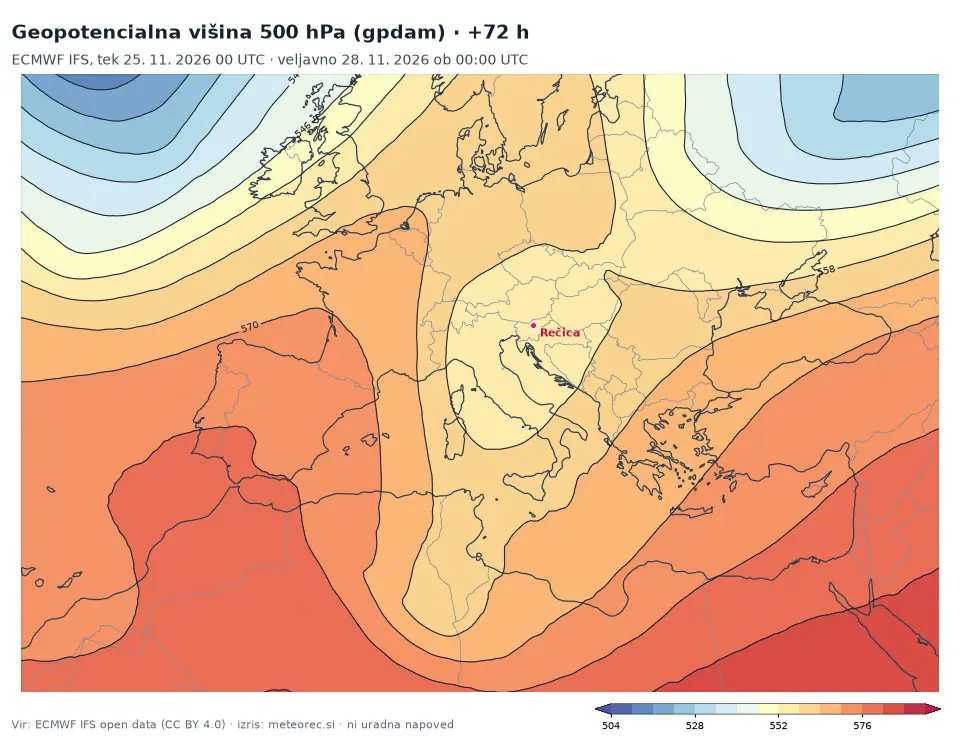 Geopotencialna višina 500 hPa (gpdam) · +72 h
ECMWF IFS, tek 25. 11. 2026 00 UTC · veljavno 28. 11. 2026 ob 00:00 UTC
546
558
570
Rečica
504 528 552 576
Vir: ECMWF IFS open data (CC BY 4.0) · izris: meteorec.si · ni uradna napoved